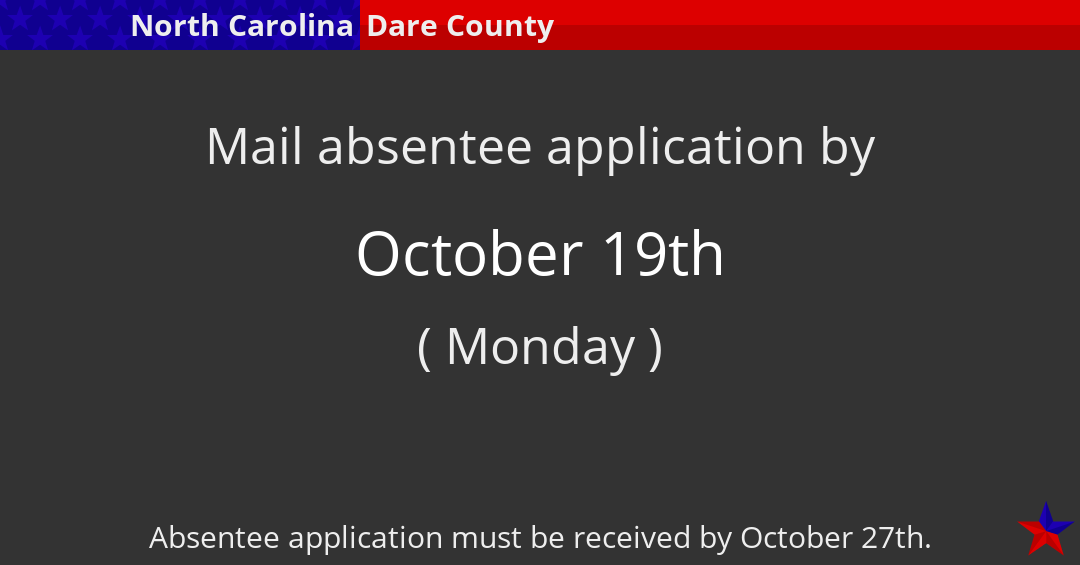 North Carolina Dare County
Mail absentee application by
October 19th
( Monday )
Absentee application must be received by October 27th.